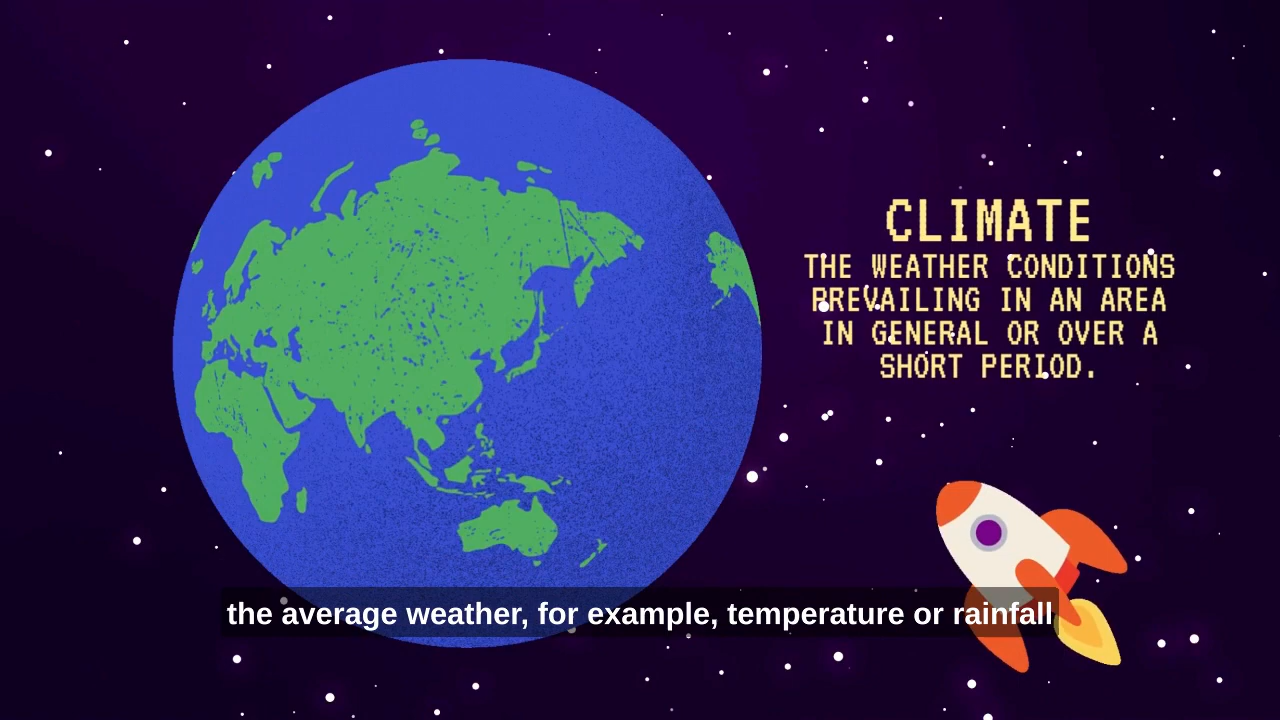 CLIMATE
THE WEATHER CONDITIONS
PREVAILING IN AN AREA
IN GENERAL OR OVER A
SHORT PERIOD.
the average weather, for example, temperature or rainfall